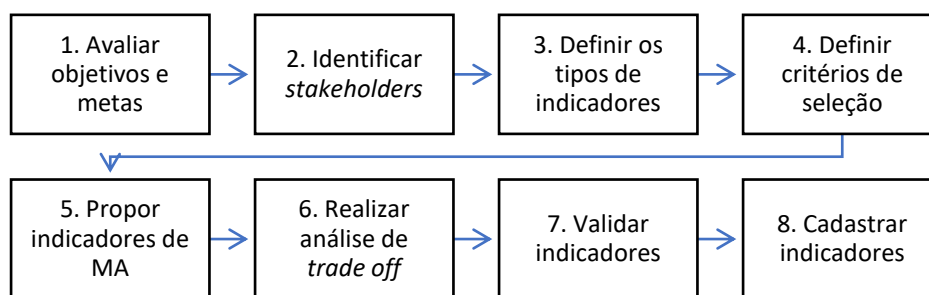 1. Avaliar
objetivos e
metas
2. Identificar
stakeholders
3. Definir os
tipos de
indicadores
4. Definir
critérios de
seleção
5. Propor
indicadores de
MA
6. Realizar
análise de
trade off
7. Validar
indicadores
8. Cadastrar
indicadores